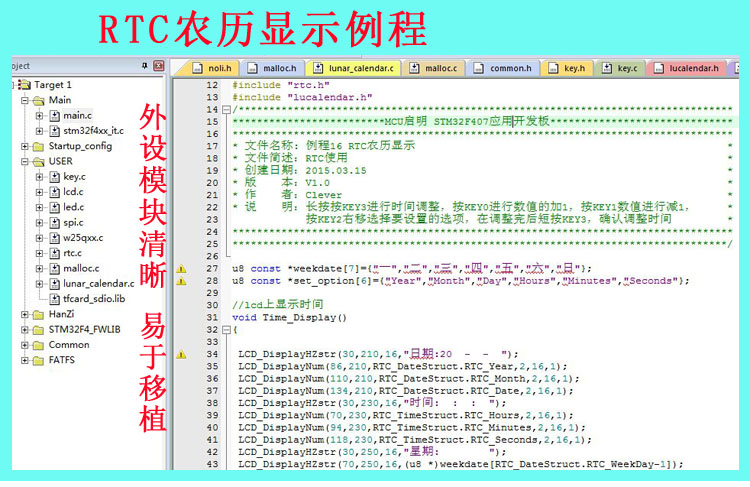 RTC农历显示例程
oject
noli.h
malloc.h
lunar_calendar.c
malloc.c
common.h
key.h
key.c
lucalendar.h
Target 1
Main
main.c
stm32f4xx_it.c
Startup_config
USER
key.c
lcd.c
led.c
spi.c
w25qxx.c
rtc.c
malloc.c
lunar_calendar.c
tfcard_sdio.lib
HanZi
STM32F4_FWLIB
Common
FATFS
外设模块清晰
易于移植
12 #include "rtc.h"
13 #include "lucalendar.h"
14 /*******************************************************************************
15 ************************MCU启明 STM32F407应用开发板*****************************
16 ********************************************************************************
17 * 文件名称:例程16 RTC农历显示 *
18 * 文件简述:RTC使用 *
19 * 创建日期:2015.03.15 *
20 * 版 本:V1.0 *
21 * 作 者:Clever *
22 * 说 明:长按按KEY3进行时间调整,按KEY0进行数值的加1,按KEY1数值进行减1, *
23 按KEY2右移选择要设置的选项,在调整完后短按KEY3,确认调整时间 *
24 ********************************************************************************
25 *******************************************************************************/
26
27 u8 const *weekdate[7]={"一","二","三","四","五","六","日"};
28 u8 const *set_option[6]={"Year","Month","Day","Hours","Minutes","Seconds"};
29
30 //lcd上显示时间
31 void Time_Display()
32 {
33
34 LCD_DisplayHZstr(30,210,16,"日期:20 - - ");
35 LCD_DisplayNum(86,210,RTC_DateStruct.RTC_Year,2,16,1);
36 LCD_DisplayNum(110,210,RTC_DateStruct.RTC_Month,2,16,1);
37 LCD_DisplayNum(134,210,RTC_DateStruct.RTC_Date,2,16,1);
38 LCD_DisplayHZstr(30,230,16,"时间: : : ");
39 LCD_DisplayNum(70,230,RTC_TimeStruct.RTC_Hours,2,16,1);
40 LCD_DisplayNum(94,230,RTC_TimeStruct.RTC_Minutes,2,16,1);
41 LCD_DisplayNum(118,230,RTC_TimeStruct.RTC_Seconds,2,16,1);
42 LCD_DisplayHZstr(30,250,16,"星期: ");
43 LCD_DisplayHZstr(70,250,16,(u8 *)weekdate[RTC_DateStruct.RTC_WeekDay-1]);